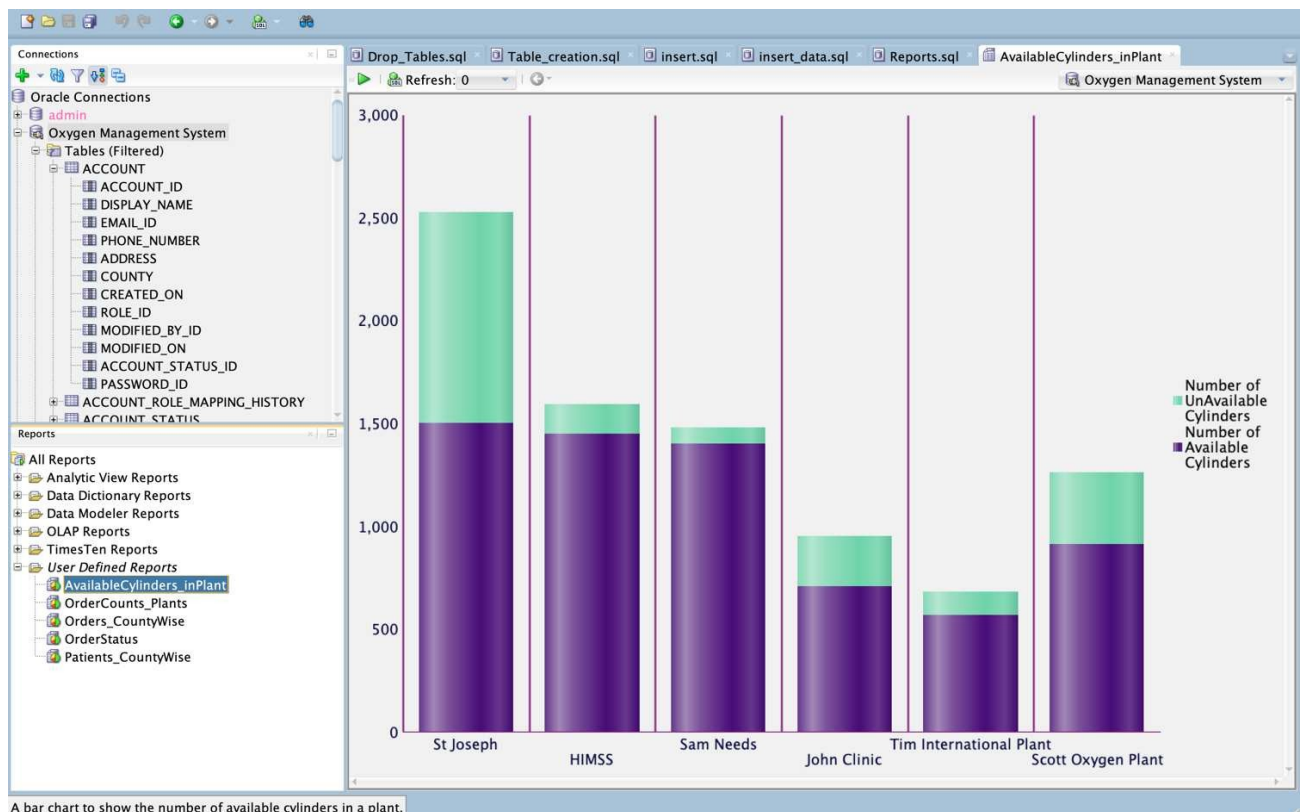 Connections
Oracle Connections
admin
Oxygen Management System
Tables (Filtered)
ACCOUNT
ACCOUNT_ID
DISPLAY_NAME
EMAIL_ID
PHONE_NUMBER
ADDRESS
COUNTY
CREATED_ON
ROLE_ID
MODIFIED_BY_ID
MODIFIED_ON
ACCOUNT_STATUS_ID
PASSWORD_ID
ACCOUNT_ROLE_MAPPING_HISTORY
ACCOUNT STATUS
Reports
All Reports
Analytic View Reports
Data Dictionary Reports
Data Modeler Reports
OLAP Reports
TimesTen Reports
User Defined Reports
AvailableCylinders_inPlant
OrderCounts_Plants
Orders_CountyWise
OrderStatus
Patients_CountyWise
Drop_Tables.sql Table_creation.sql insert.sql insert_data.sql Reports.sql AvailableCylinders_inPlant
Refresh: 0 Oxygen Management System
3,000
2,500
2,000
1,500
1,000
500
0
St Joseph
HIMSS
Sam Needs
John Clinic
Tim International Plant
Scott Oxygen Plant
Number of
UnAvailable
Cylinders
Number of
Available
Cylinders
A bar chart to show the number of available cylinders in a plant.